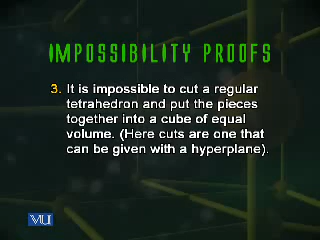 IMPOSSIBILITY PROOFS
3. It is impossible to cut a regular
tetrahedron and put the pieces
together into a cube of equal
volume. (Here cuts are one that
can be given with a hyperplane).
VU